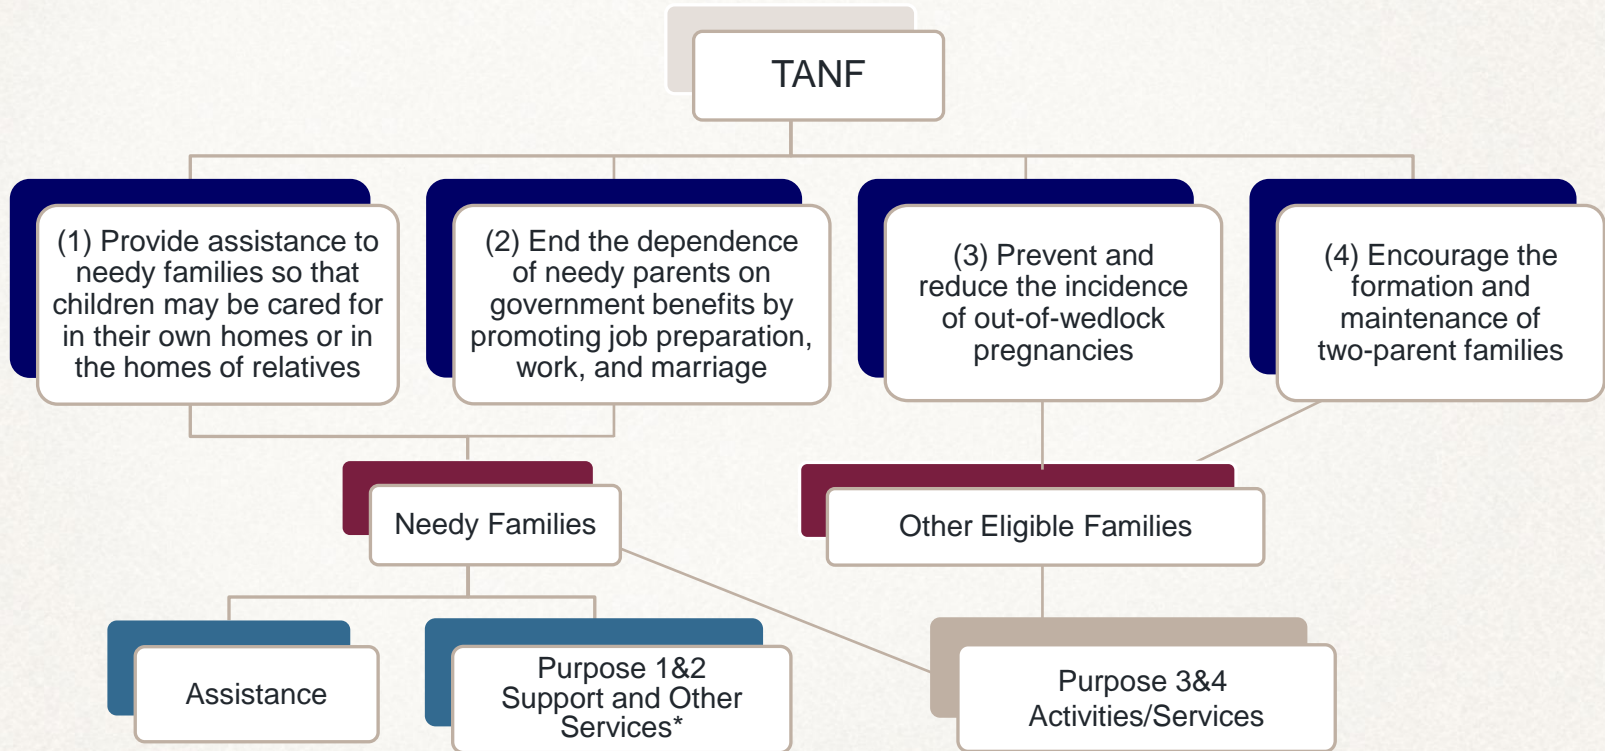 TANF
(1) Provide assistance to
needy families so that
children may be cared for
in their own homes or in
the homes of relatives
(2) End the dependence
of needy parents on
government benefits by
promoting job preparation,
work, and marriage
(3) Prevent and
reduce the incidence
of out-of-wedlock
pregnancies
(4) Encourage the
formation and
maintenance of
two-parent families
Needy Families
Other Eligible Families
Assistance
Purpose 1&2
Support and Other
Services*
Purpose 3&4
Activities/Services